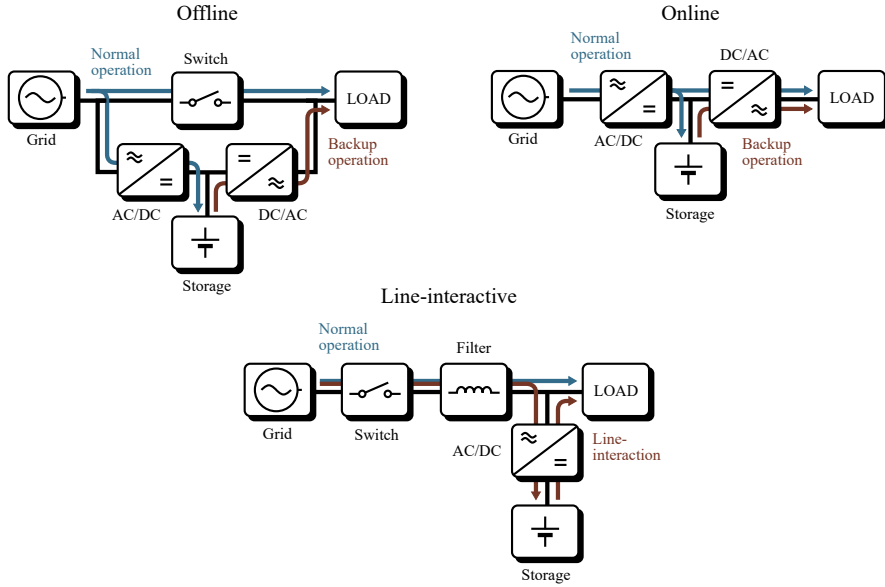 Offline
Normal
operation
Switch
LOAD
Grid
Backup
operation
AC/DC
DC/AC
Storage
Online
Normal
operation
DC/AC
LOAD
Grid
AC/DC
Backup
operation
Storage
Line-interactive
Normal
operation
Filter
LOAD
Grid
Switch
AC/DC
Line-
interaction
Storage